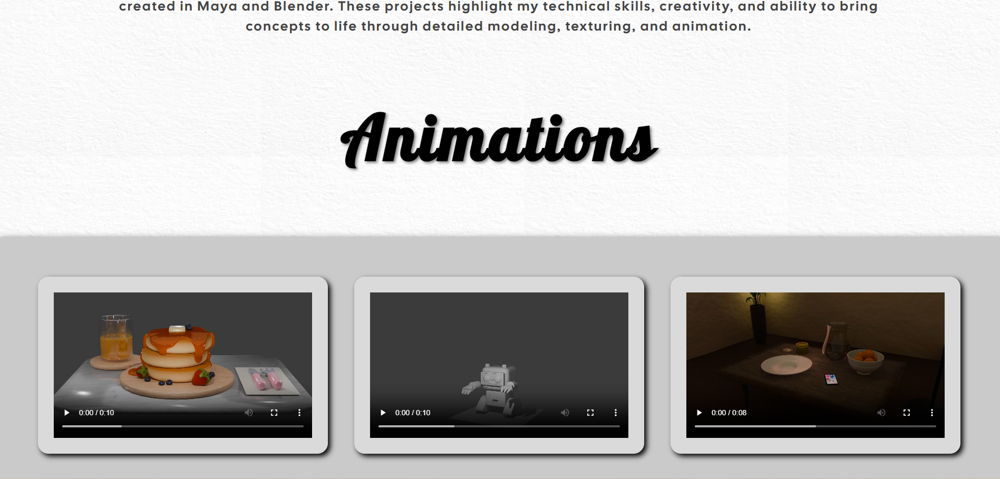 created in Maya and Blender. These projects highlight my technical skills, creativity, and ability to bring
concepts to life through detailed modeling, texturing, and animation.
Animations
0:00 / 0:10
0:00 / 0:10
0:00 / 0:08